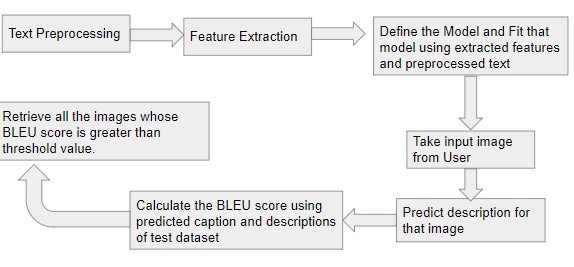 Text Preprocessing
Feature Extraction
Define the Model and Fit that
model using extracted features
and preprocessed text
Take input image
from User
Predict description for
that image
Calculate the BLEU score using
predicted caption and descriptions
of test dataset
Retrieve all the images whose
BLEU score is greater than
threshold value.